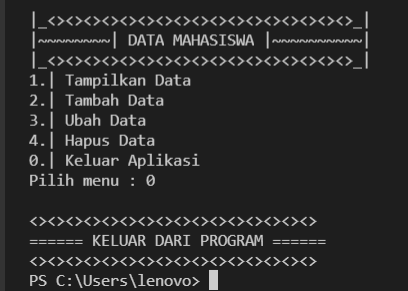 |_<><><><><><><><><><><><><><><><><>_|
|~~~~~~~~| DATA MAHASISWA |~~~~~~~~~~|
|_<><><><><><><><><><><><><><><><><>_|
1.| Tampilkan Data
2.| Tambah Data
3.| Ubah Data
4.| Hapus Data
0.| Keluar Aplikasi
Pilih menu : 0
<><><><><><><><><><><><><><><><>
====== KELUAR DARI PROGRAM ======
<><><><><><><><><><><><><><><><>
PS C:\Users\lenovo>